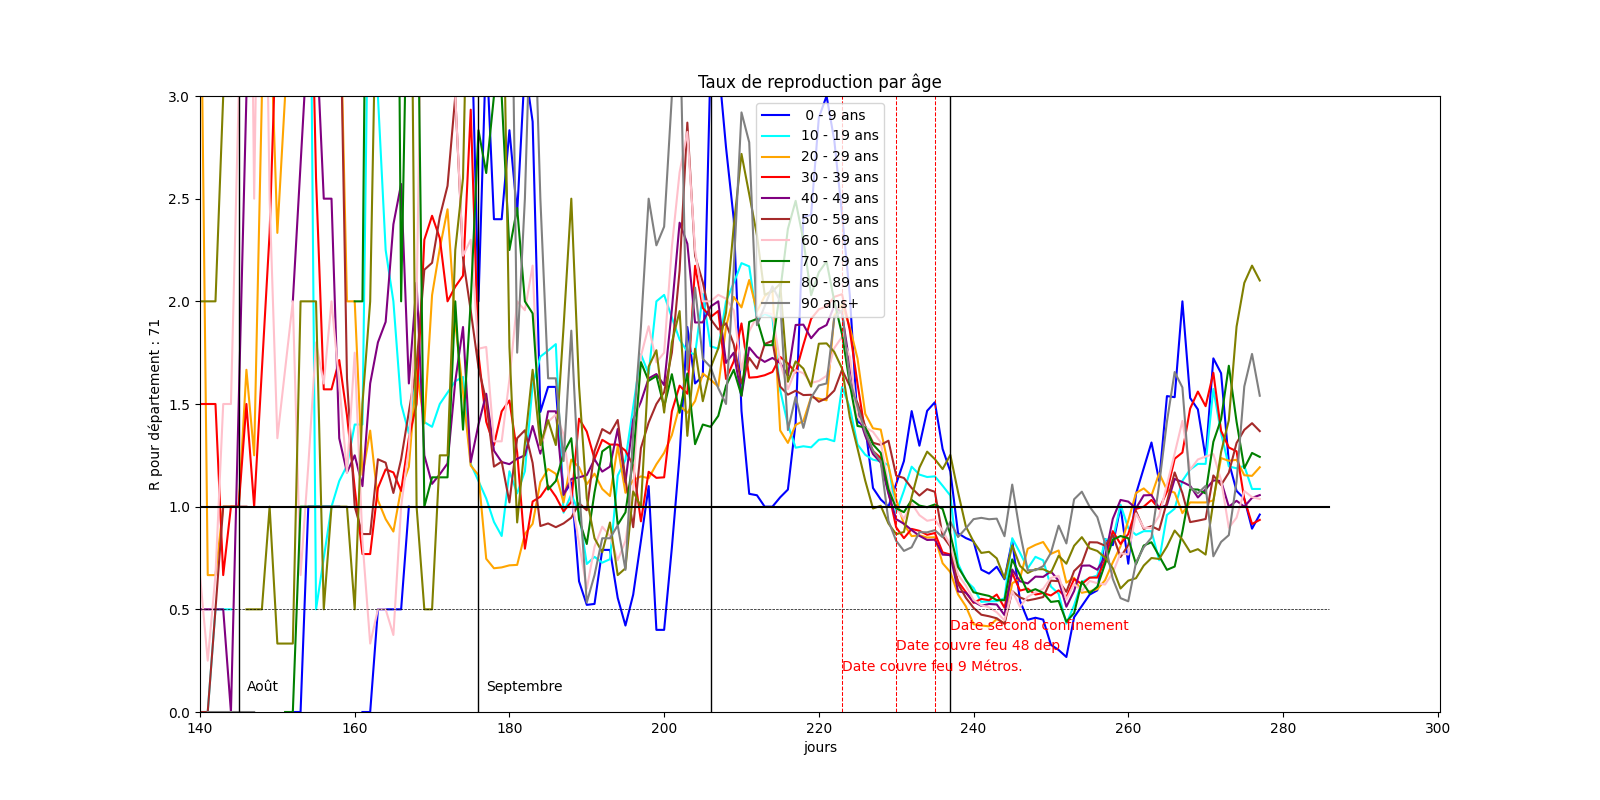 Taux de reproduction par âge
3.0
2.5
2.0
1.5
1.0
0.5
0.0
R pour département : 71
0 - 9 ans
10 - 19 ans
20 - 29 ans
30 - 39 ans
40 - 49 ans
50 - 59 ans
60 - 69 ans
70 - 79 ans
80 - 89 ans
90 ans+
Date second confinement
Date couvre feu 48 dep
Date couvre feu 9 Métros.
Août
Septembre
140
160
180
200
220
240
260
280
300
jours